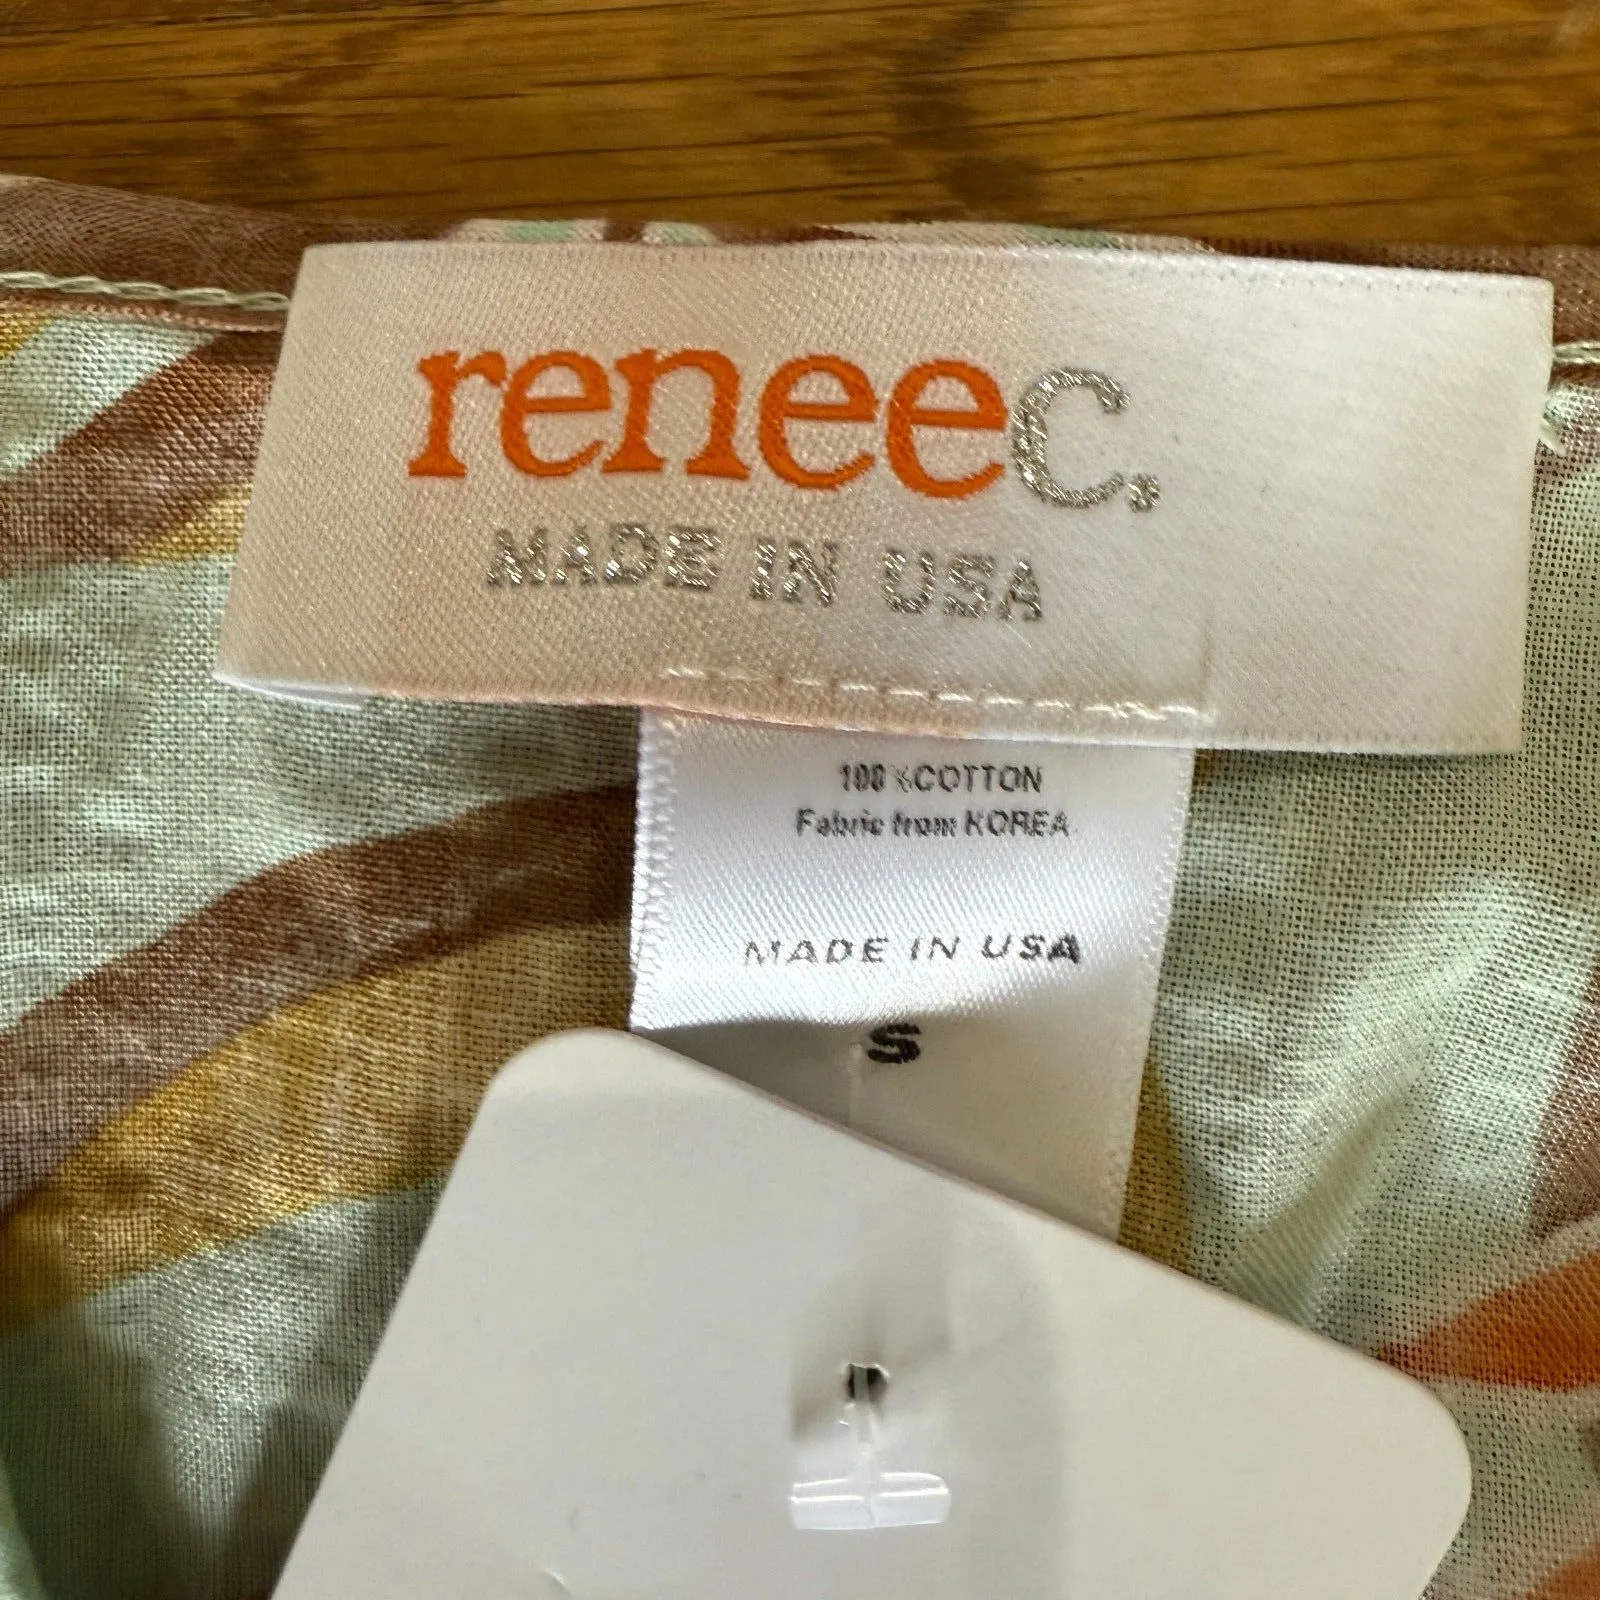 reneec.
MADE IN USA
100%COTTON
Fabric from KOREA
MADE IN USA
S